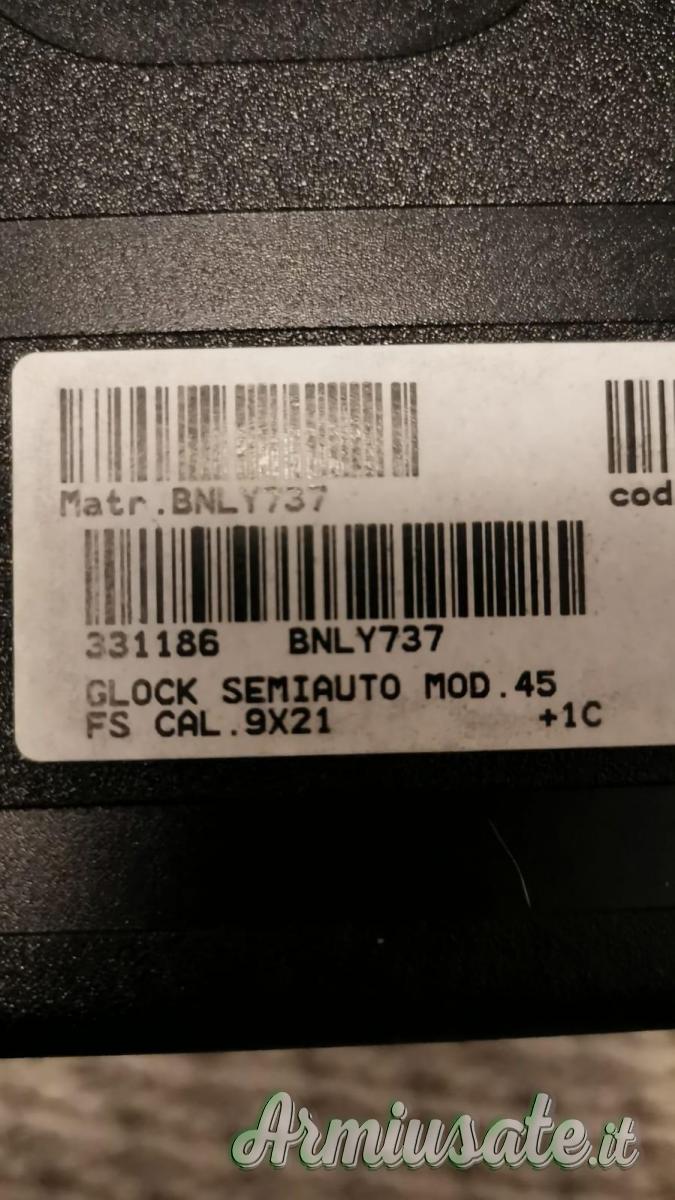 Matr.BNLY737
cod
331186 BNLY737
GLOCK SEMIAUTO MOD.45
FS CAL.9X21 +1C
Armiusate.it